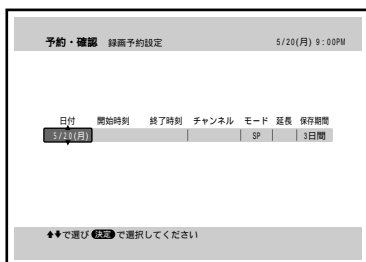 予約・確認 録画予約設定 5/20(月) 9:00PM
日付 開始時刻 終了時刻 チャンネル モード 延長 保存期間
5/20(月) SP 3日間
で選び 決定 で選択してください